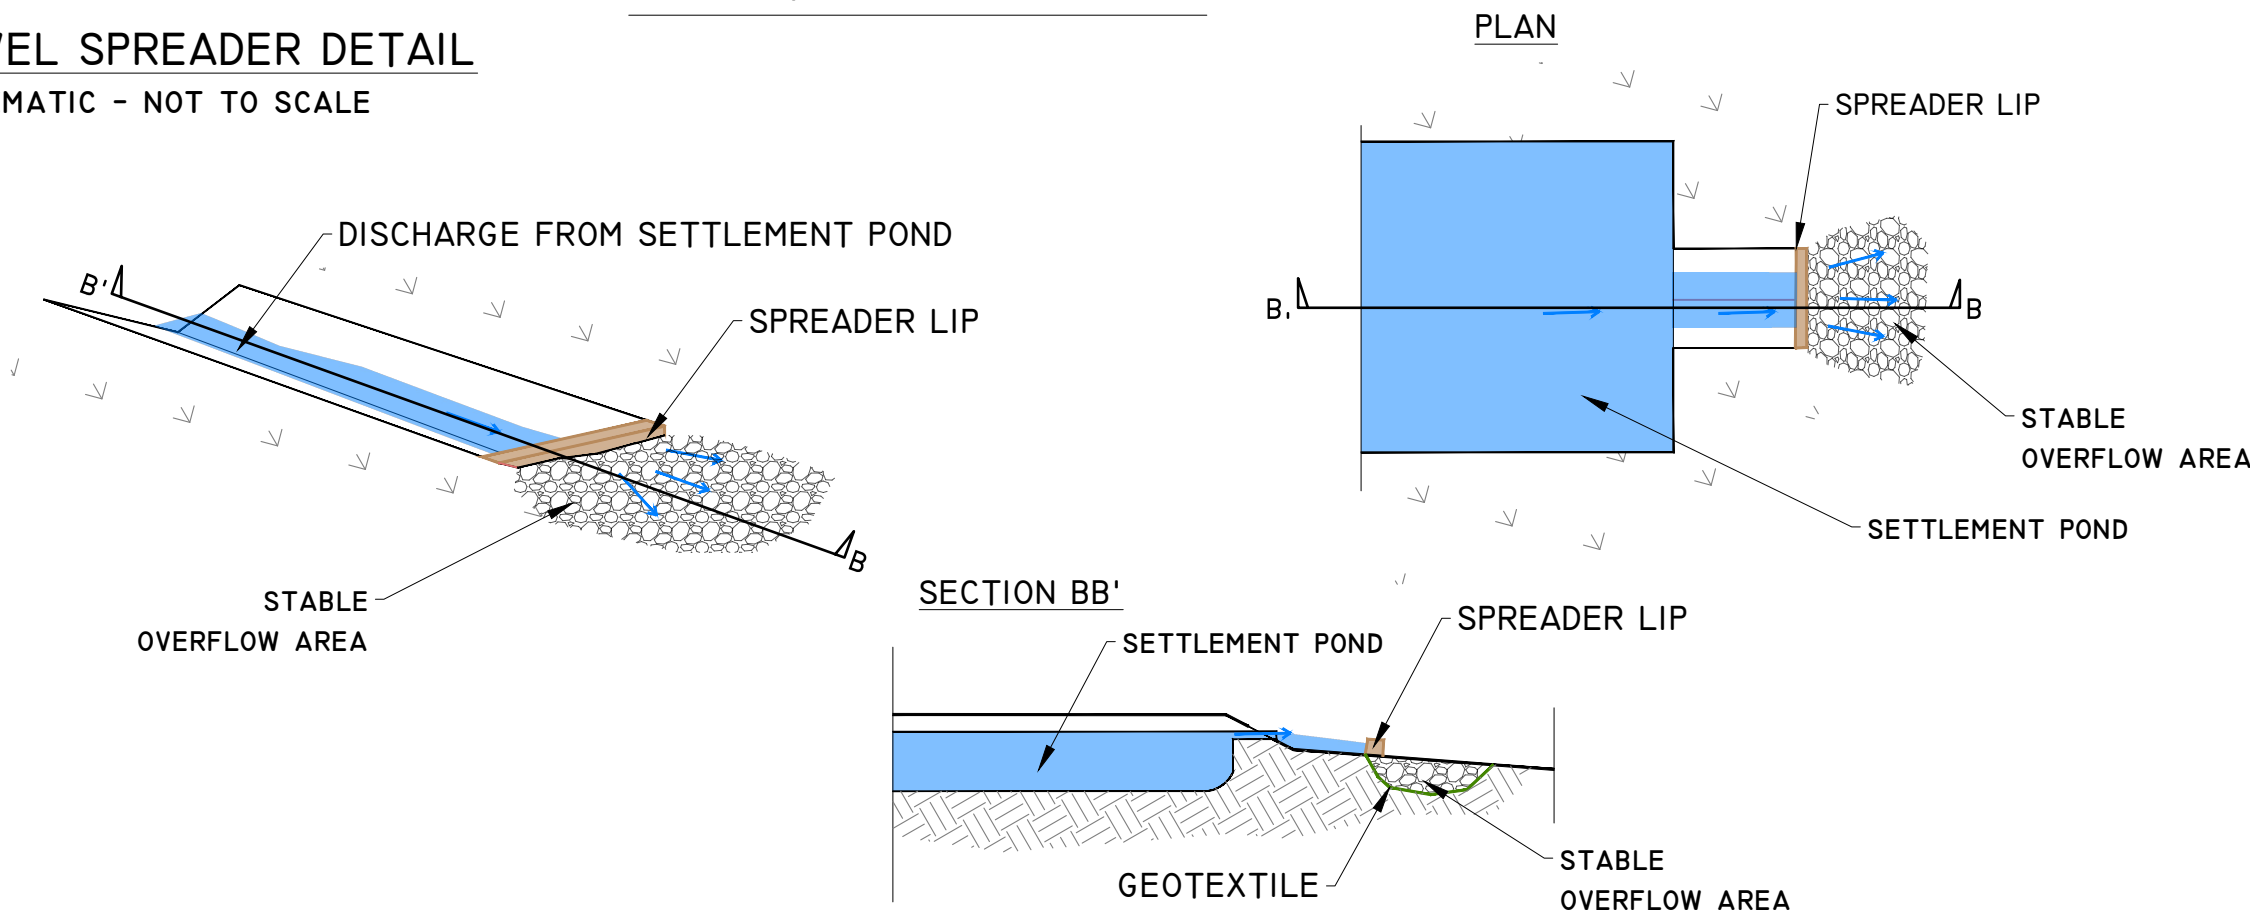 VEL SPREADER DETAIL
MATIC - NOT TO SCALE
DISCHARGE FROM SETTLEMENT POND
B'
SPREADER LIP
B
STABLE
OVERFLOW AREA
PLAN
SPREADER LIP
B,
B
STABLE
OVERFLOW AREA
SETTLEMENT POND
SECTION BB'
SPREADER LIP
SETTLEMENT POND
GEOTEXTILE
STABLE
OVERFLOW AREA